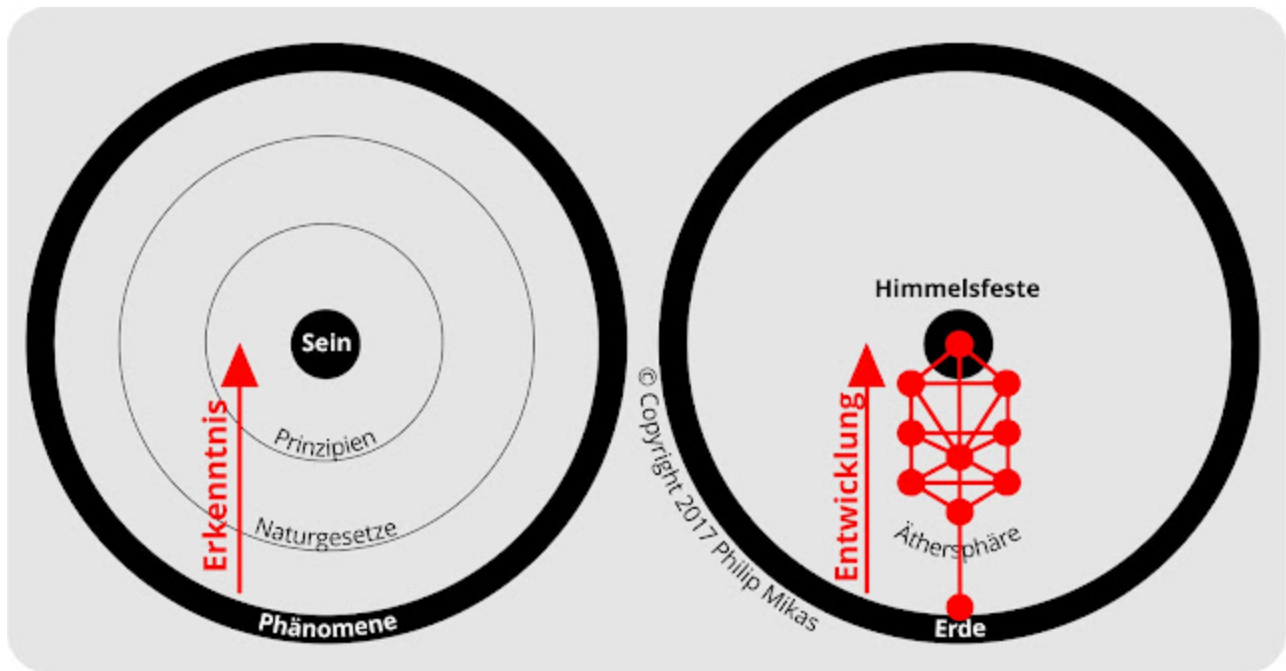 Sein
Prinzipien
Naturgesetze
Phänomene
Erkenntnis
© Copyright 2017 Philip Mikas
Himmelsfeste
Entwicklung
Äthersphäre
Erde